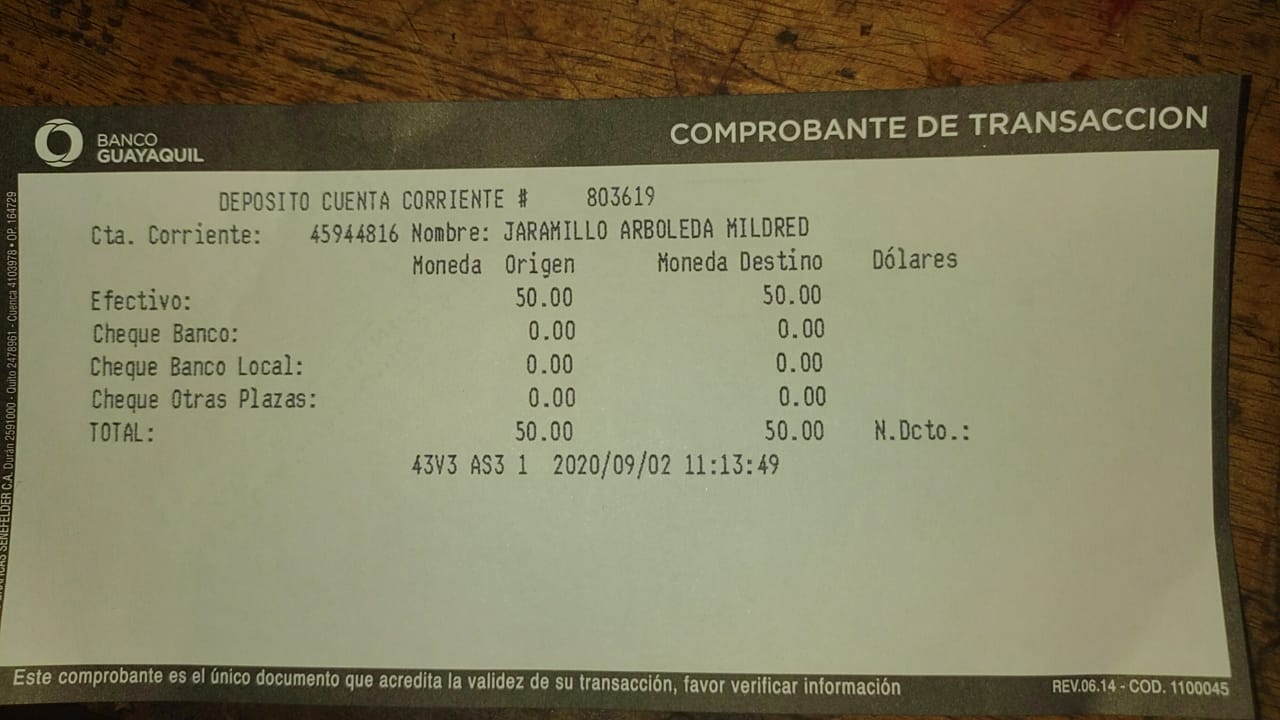 BANCO
GUAYAQUIL
COMPROBANTE DE TRANSACCION
DEPOSITO CUENTA CORRIENTE # 803619
Cta. Corriente: 45944816 Nombre: JARAMILLO ARBOLEDA MILDRED
Moneda Origen Moneda Destino Dólares
Efectivo: 50.00 50.00
Cheque Banco: 0.00 0.00
Cheque Banco Local: 0.00 0.00
Cheque Otras Plazas: 0.00 0.00
TOTAL: 50.00 50.00 N.Dcto.:
43V3 AS3 1 2020/09/02 11:13:49
Este comprobante es el único documento que acredita la validez de su transacción, favor verificar información
REV.06.14 - COD. 1100045
SENEFELDER C.A. Durán 2591000 - Quito 2478961 - Cuenca 4103978 • OP. 164729